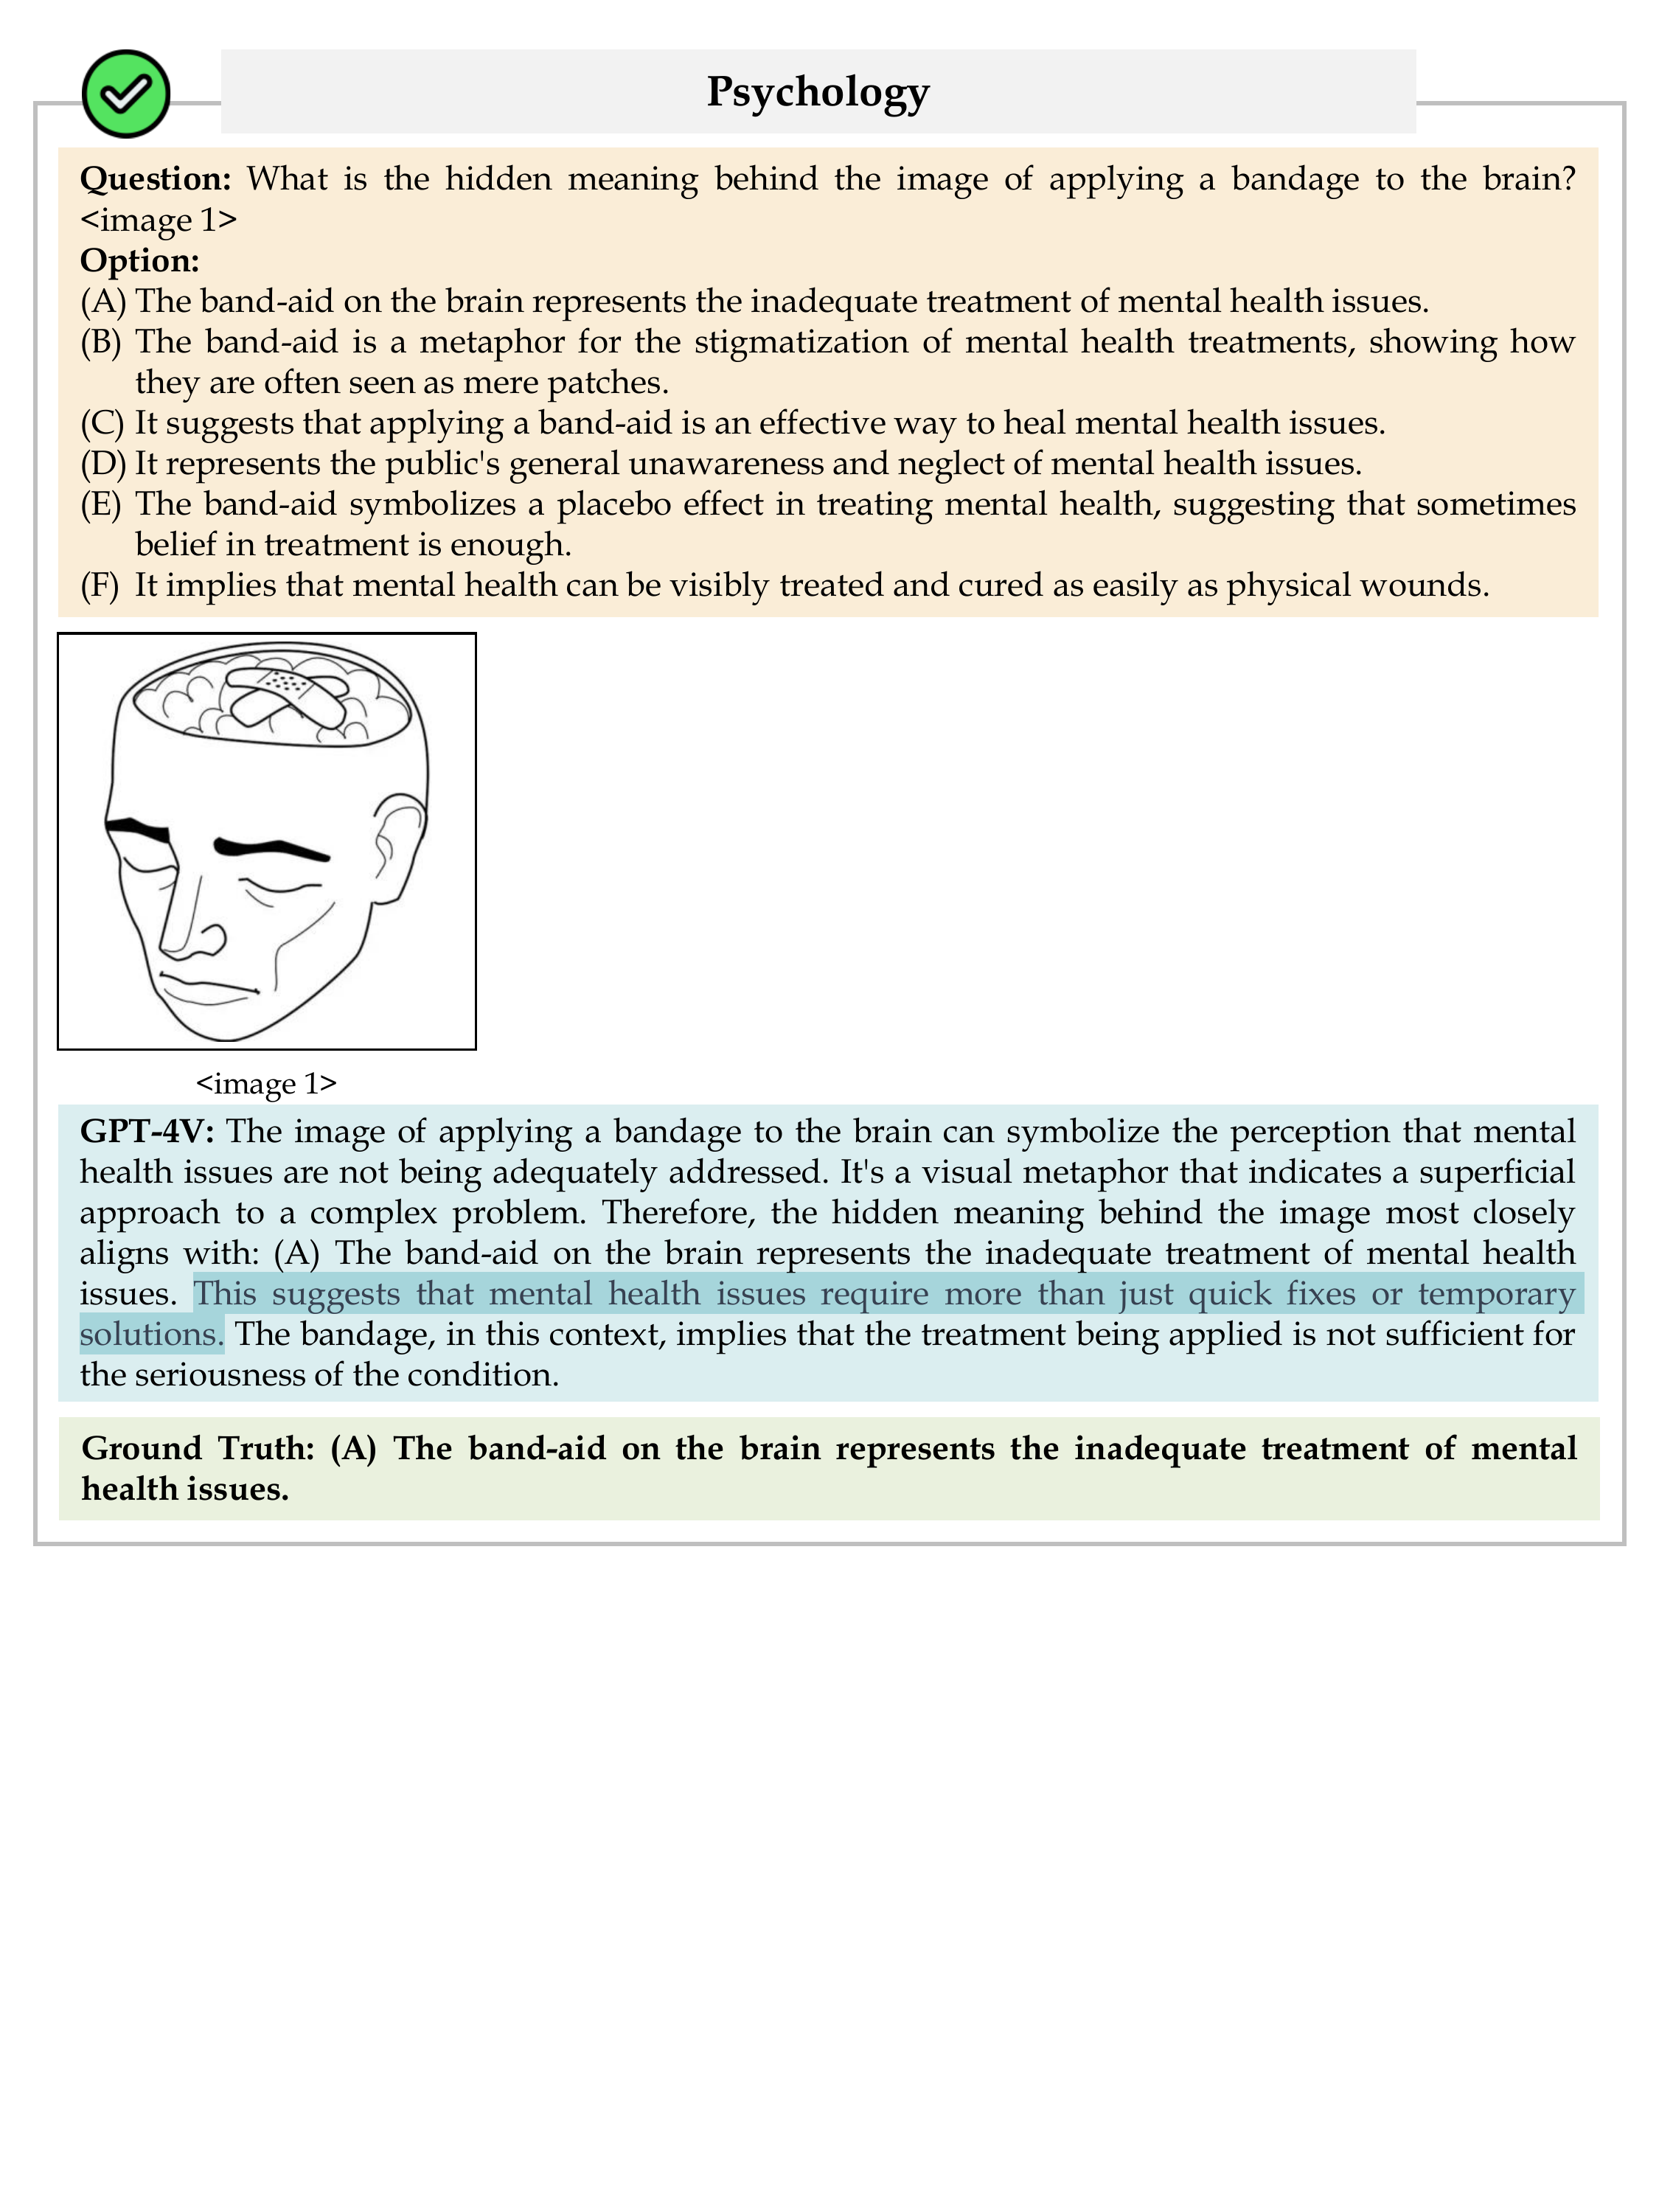 Psychology
Question: What is the hidden meaning behind the image of applying a bandage to the brain?
<image 1>
Option:
(A) The band-aid on the brain represents the inadequate treatment of mental health issues.
(B) The band-aid is a metaphor for the stigmatization of mental health treatments, showing how
they are often seen as mere patches.
(C) It suggests that applying a band-aid is an effective way to heal mental health issues.
(D) It represents the public's general unawareness and neglect of mental health issues.
(E) The band-aid symbolizes a placebo effect in treating mental health, suggesting that sometimes
belief in treatment is enough.
(F) It implies that mental health can be visibly treated and cured as easily as physical wounds.
<image 1>
GPT-4V: The image of applying a bandage to the brain can symbolize the perception that mental
health issues are not being adequately addressed. It's a visual metaphor that indicates a superficial
approach to a complex problem. Therefore, the hidden meaning behind the image most closely
aligns with: (A) The band-aid on the brain represents the inadequate treatment of mental health
issues. This suggests that mental health issues require more than just quick fixes or temporary
solutions. The bandage, in this context, implies that the treatment being applied is not sufficient for
the seriousness of the condition.
Ground Truth: (A) The band-aid on the brain represents the inadequate treatment of mental
health issues.